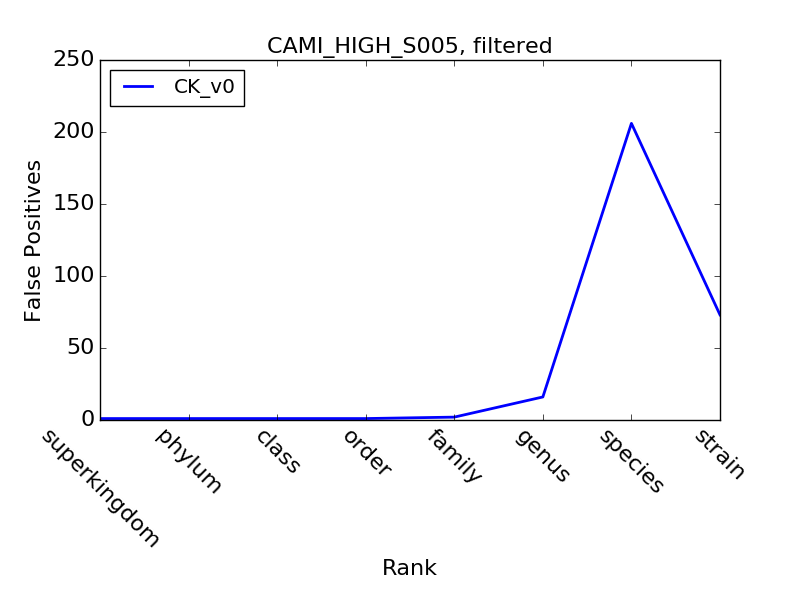 CAMI_HIGH_S005, filtered
CK_v0
250
200
150
100
50
0
False Positives
superkingdom
phylum
class
order
family
genus
species
strain
Rank